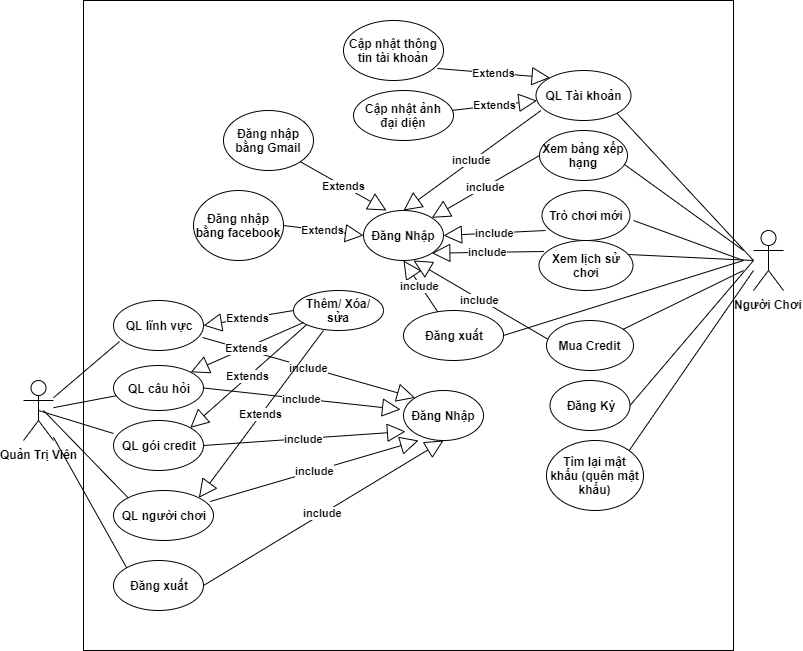 Cập nhật thông
tin tài khoản
Extends
QL Tài khoản
Cập nhật ảnh
đại diện
Extends
Đăng nhập
bằng Gmail
Extends
include
Xem bảng xếp
hạng
include
Đăng nhập
bằng facebook
Extends
Đăng Nhập
include
Trò chơi mới
include
Xem lịch sử
chơi
Người Chơi
include
include
Đăng xuất
Mua Credit
Thêm/ Xóa/
sửa
QL lĩnh vực
Extends
Extends
include
QL câu hỏi
Extends
include
Đăng Nhập
Extends
Đăng Ký
QL gói credit
include
Quản Trị Viện
include
Tìm lại mật
khẩu (quên mật
khẩu)
QL người chơi
include
Đăng xuất